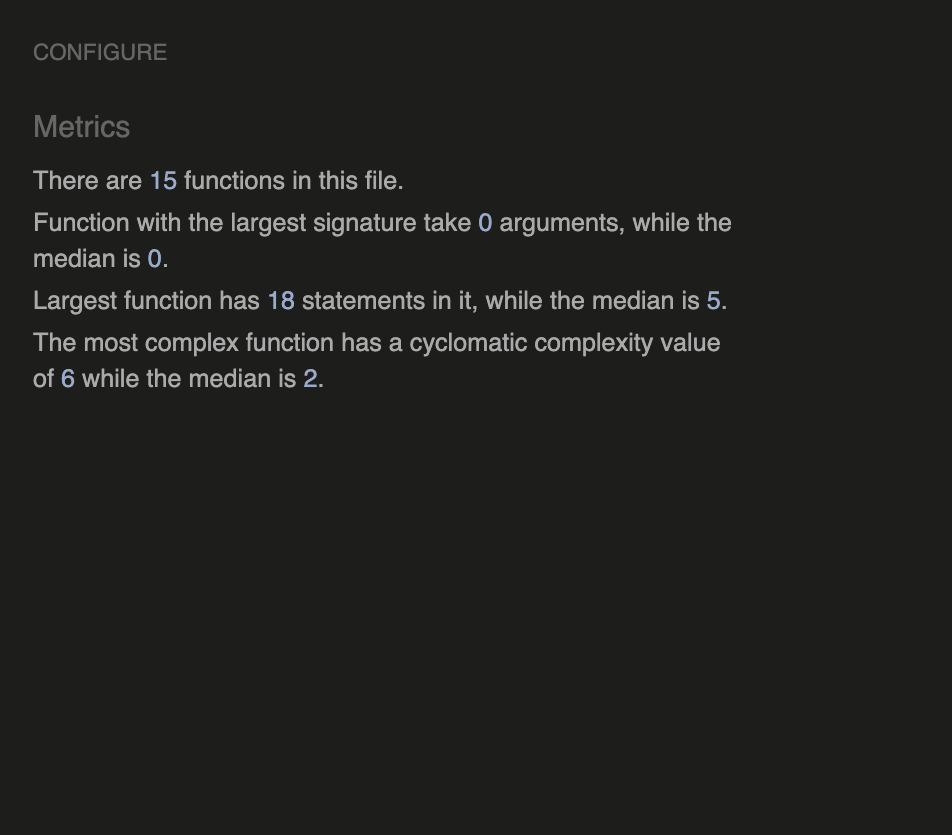 CONFIGURE
Metrics
There are 15 functions in this file.
Function with the largest signature take 0 arguments, while the
median is 0.
Largest function has 18 statements in it, while the median is 5.
The most complex function has a cyclomatic complexity value
of 6 while the median is 2.